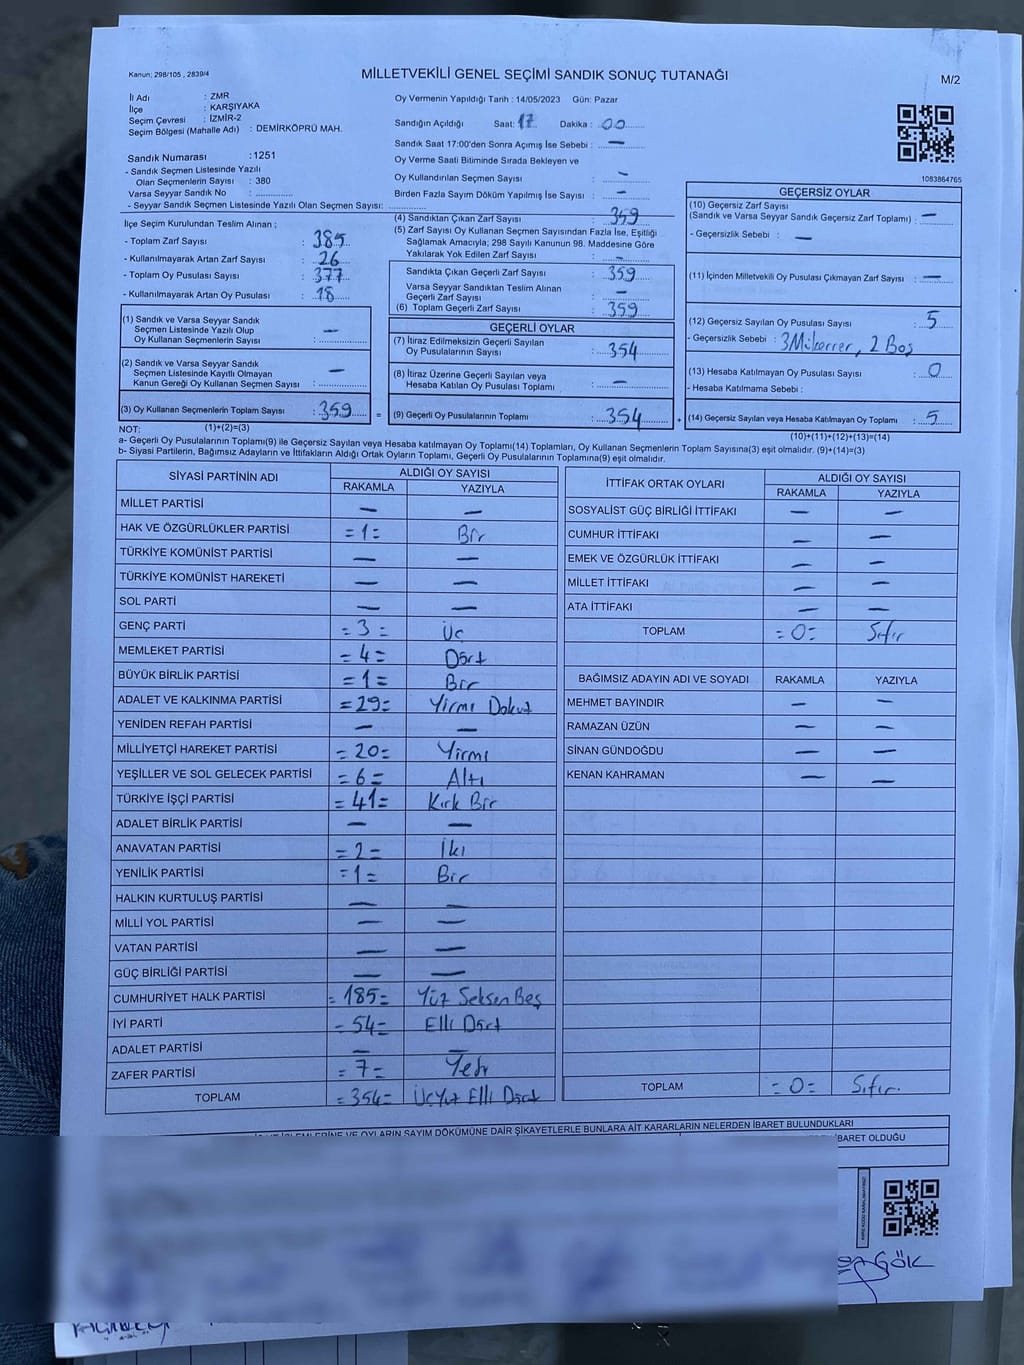 Kanun; 298/105 , 2839/4
MİLLETVEKİLİ GENEL SEÇİMİ SANDIK SONUÇ TUTANAĞI
M/2
İl Adı : ZMR
İlçe : KARŞIYAKA
Seçim Çevresi : İZMİR-2
Seçim Bölgesi (Mahalle Adı) : DEMİRKÖPRÜ MAH.
Sandık Numarası : 1251
- Sandık Seçmen Listesinde Yazılı
Olan Seçmenlerin Sayısı : 380
Varsa Seyyar Sandık No :
- Seyyar Sandık Seçmen Listesinde Yazılı Olan Seçmen Sayısı:
Oy Vermenin Yapıldığı Tarih : 14/05/2023 Gün: Pazar
Sandığın Açıldığı Saat: 17 Dakika : 00
Sandık Saat 17:00'den Sonra Açımış İse Sebebi : —
Oy Verme Saati Bitiminde Sırada Bekleyen ve
Oy Kullandırılan Seçmen Sayısı : —
Birden Fazla Sayım Döküm Yapılmış İse Sayısı : —
1083864765
İlçe Seçim Kurulundan Teslim Alınan ;
- Toplam Zarf Sayısı : 385
- Kullanılmayarak Artan Zarf Sayısı : 26
- Toplam Oy Pusulası Sayısı : 377
- Kullanılmayarak Artan Oy Pusulası : 18
(4) Sandıktan Çıkan Zarf Sayısı : 359
(5) Zarf Sayısı Oy Kullanan Seçmen Sayısından Fazla İse, Eşitliği
Sağlamak Amacıyla; 298 Sayılı Kanunun 98. Maddesine Göre
Yakılarak Yok Edilen Zarf Sayısı : —
Sandıkta Çıkan Geçerli Zarf Sayısı : 359
Varsa Seyyar Sandıktan Teslim Alınan
Geçerli Zarf Sayısı : —
(6) Toplam Geçerli Zarf Sayısı : 359
GEÇERSİZ OYLAR
(10) Geçersiz Zarf Sayısı
(Sandık ve Varsa Seyyar Sandık Geçersiz Zarf Toplamı) : —
- Geçersizlik Sebebi : —
(11) İçinden Milletvekili Oy Pusulası Çıkmayan Zarf Sayısı : —
(12) Geçersiz Sayılan Oy Pusulası Sayısı : 5
- Geçersizlik Sebebi : 3 Mükerrer, 2 Boş
(13) Hesaba Katılmayan Oy Pusulası Sayısı : 0
- Hesaba Katılmama Sebebi :
(14) Geçersiz Sayılan veya Hesaba Katılmayan Oy Toplamı : 5
(10)+(11)+(12)+(13)=(14)
(1) Sandık ve Varsa Seyyar Sandık
Seçmen Listesinde Yazılı Olup
Oy Kullanan Seçmenlerin Sayısı : —
(2) Sandık ve Varsa Seyyar Sandık
Seçmen Listesinde Kayıtlı Olmayan
Kanun Gereği Oy Kullanan Seçmen Sayısı : —
(3) Oy Kullanan Seçmenlerin Toplam Sayısı : 359 =
GEÇERLİ OYLAR
(7) İtiraz Edilmeksizin Geçerli Sayılan
Oy Pusulalarının Sayısı : 354
(8) İtiraz Üzerine Geçerli Sayılan veya
Hesaba Katılan Oy Pusulası Toplamı : —
(9) Geçerli Oy Pusulalarının Toplamı : 354 +
NOT: (1)+(2)=(3)
a- Geçerli Oy Pusulalarının Toplamı(9) ile Geçersiz Sayılan veya Hesaba katılmayan Oy Toplamı(14) Toplamları, Oy Kullanan Seçmenlerin Toplam Sayısına(3) eşit olmalıdır. (9)+(14)=(3)
b- Siyasi Partilerin, Bağımsız Adayların ve İttifakların Aldığı Ortak Oyların Toplamı, Geçerli Oy Pusulalarının Toplamına(9) eşit olmalıdır.
SİYASİ PARTİNİN ADI ALDIĞI OY SAYISI
RAKAMLA YAZIYLA
MİLLET PARTİSİ — —
HAK VE ÖZGÜRLÜKLER PARTİSİ =1= Bir
TÜRKİYE KOMÜNİST PARTİSİ — —
TÜRKİYE KOMÜNİST HAREKETİ — —
SOL PARTİ — —
GENÇ PARTİ =3= Üç
MEMLEKET PARTİSİ =4= Dört
BÜYÜK BİRLİK PARTİSİ =1= Bir
ADALET VE KALKINMA PARTİSİ =29= Yirmi Dokuz
YENİDEN REFAH PARTİSİ — —
MİLLİYETÇİ HAREKET PARTİSİ =20= Yirmi
YEŞİLLER VE SOL GELECEK PARTİSİ =6= Altı
TÜRKİYE İŞÇİ PARTİSİ =41= Kırk Bir
ADALET BİRLİK PARTİSİ — —
ANAVATAN PARTİSİ =2= İki
YENİLİK PARTİSİ =1= Bir
HALKIN KURTULUŞ PARTİSİ — —
MİLLİ YOL PARTİSİ — —
VATAN PARTİSİ — —
GÜÇ BİRLİĞİ PARTİSİ — —
CUMHURİYET HALK PARTİSİ =185= Yüz Seksen Beş
İYİ PARTİ =54= Elli Dört
ADALET PARTİSİ — —
ZAFER PARTİSİ =7= Yedi
TOPLAM =354= Üçyüz Elli Dört
İTTİFAK ORTAK OYLARI ALDIĞI OY SAYISI
RAKAMLA YAZIYLA
SOSYALİST GÜÇ BİRLİĞİ İTTİFAKI — —
CUMHUR İTTİFAKI — —
EMEK VE ÖZGÜRLÜK İTTİFAKI — —
MİLLET İTTİFAKI — —
ATA İTTİFAKI — —
TOPLAM =0= Sıfır
BAĞIMSIZ ADAYIN ADI VE SOYADI RAKAMLA YAZIYLA
MEHMET BAYINDIR — —
RAMAZAN ÜZÜN — —
SİNAN GÜNDOĞDU — —
KENAN KAHRAMAN — —
TOPLAM =0= Sıfır.
OYLARIN SAYIM DÖKÜMÜNE DAİR ŞİKAYETLERLE BUNLARA AİT KARARLARIN NELERDEN İBARET BULUNDUKLARI
İBARET OLDUĞU
GÖK